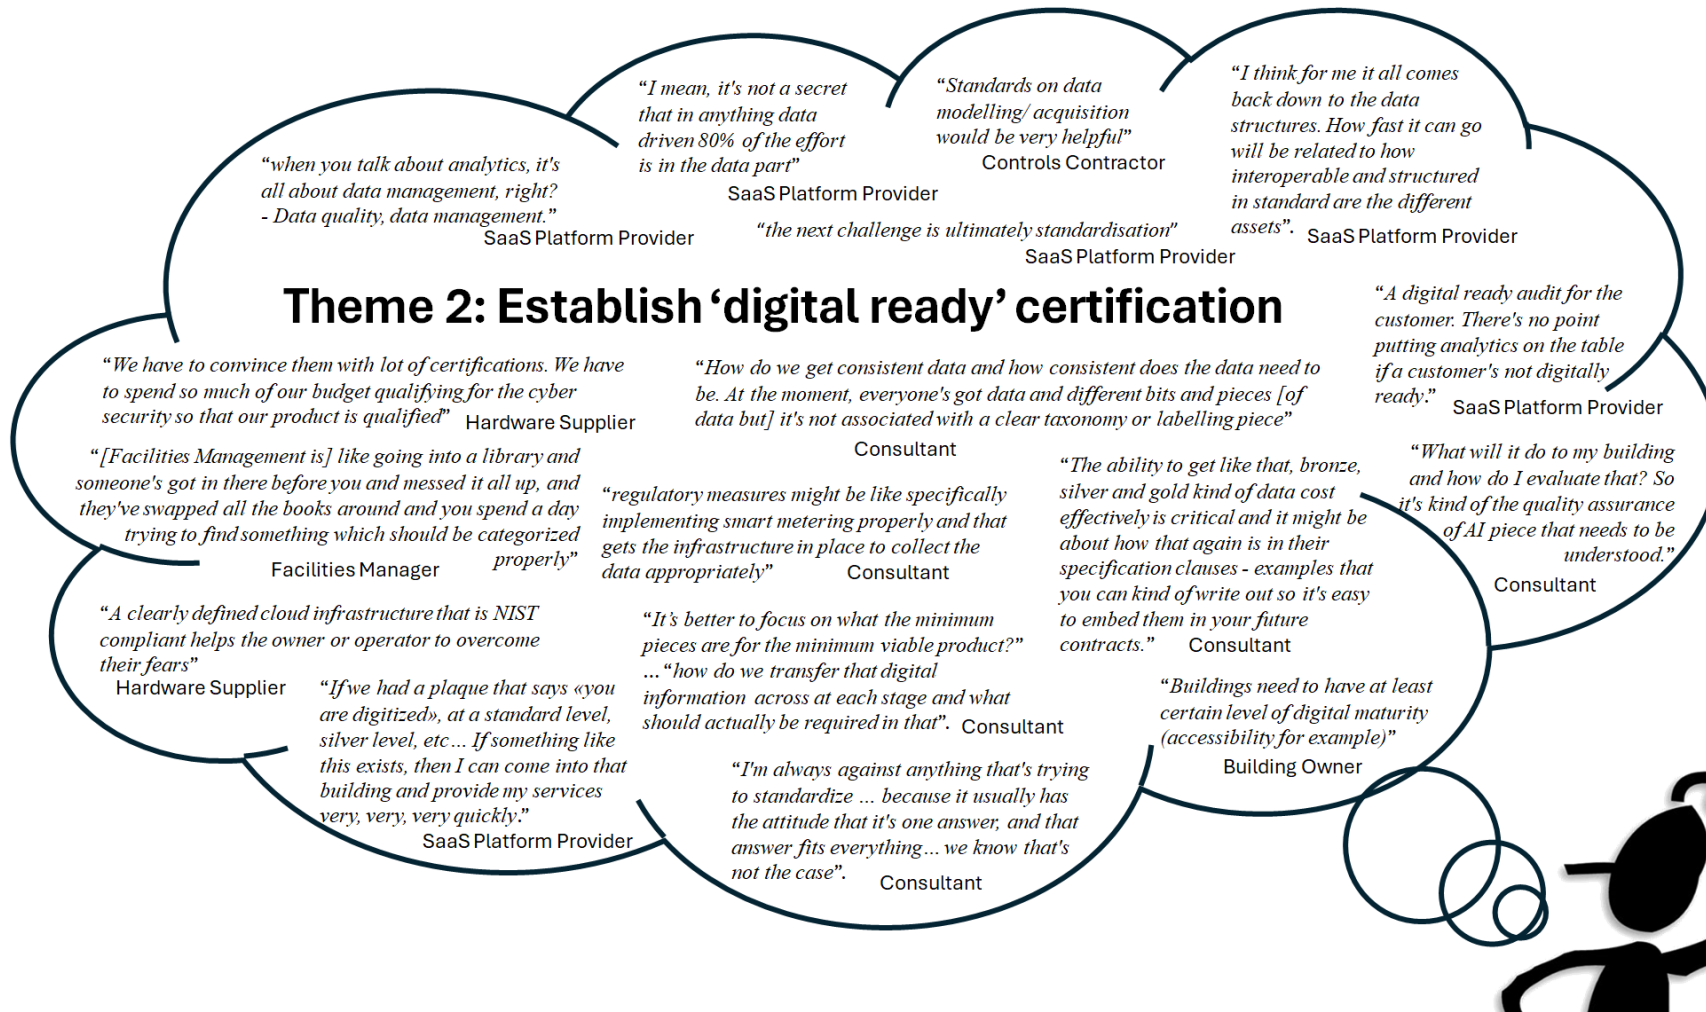 “I mean, it's not a secret
that in anything data
driven 80% of the effort
is in the data part”
SaaS Platform Provider
“Standards on data
modelling/ acquisition
would be very helpful”
Controls Contractor
“I think for me it all comes
back down to the data
structures. How fast it can go
will be related to how
interoperable and structured
in standard are the different
assets”.
SaaS Platform Provider
“when you talk about analytics, it's
all about data management, right?
- Data quality, data management.”
SaaS Platform Provider
“the next challenge is ultimately standardisation”
SaaS Platform Provider
Theme 2: Establish ‘digital ready’ certification
“A digital ready audit for the
customer. There's no point
putting analytics on the table
if a customer's not digitally
ready.”
SaaS Platform Provider
“We have to convince them with lot of certifications. We have
to spend so much of our budget qualifying for the cyber
security so that our product is qualified”
Hardware Supplier
“How do we get consistent data and how consistent does the data need to
be. At the moment, everyone's got data and different bits and pieces [of
data but] it's not associated with a clear taxonomy or labelling piece”
Consultant
“[Facilities Management is] like going into a library and
someone's got in there before you and messed it all up, and
they've swapped all the books around and you spend a day
trying to find something which should be categorized
properly”
Facilities Manager
“regulatory measures might be like specifically
implementing smart metering properly and that
gets the infrastructure in place to collect the
data appropriately”
Consultant
“The ability to get like that, bronze,
silver and gold kind of data cost
effectively is critical and it might be
about how that again is in their
specification clauses - examples that
you can kind of write out so it's easy
to embed them in your future
contracts.”
Consultant
“What will it do to my building
and how do I evaluate that? So
it's kind of the quality assurance
of AI piece that needs to be
understood.”
Consultant
“A clearly defined cloud infrastructure that is NIST
compliant helps the owner or operator to overcome
their fears”
Hardware Supplier
“It’s better to focus on what the minimum
pieces are for the minimum viable product?”
…“how do we transfer that digital
information across at each stage and what
should actually be required in that”.
Consultant
“If we had a plaque that says «you
are digitized», at a standard level,
silver level, etc… If something like
this exists, then I can come into that
building and provide my services
very, very, very quickly.”
SaaS Platform Provider
“Buildings need to have at least
certain level of digital maturity
(accessibility for example)”
Building Owner
“I'm always against anything that's trying
to standardize … because it usually has
the attitude that it's one answer, and that
answer fits everything… we know that's
not the case”.
Consultant